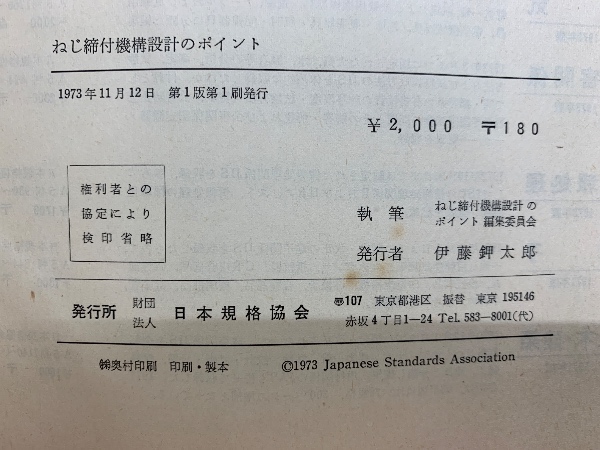 ねじ締付機構設計のポイント
1973年11月12日 第1版第1刷発行
¥2,000 〒180
権利者との
協定により
検印省略
執筆 ねじ締付機構設計の
ポイント 編集委員会
発行者 伊藤鉀太郎
発行所 財団
法人 日本規格協会
〠107 東京都港区 振替 東京 195146
赤坂4丁目1—24 TEL 583—8001(代)
㈱奥村印刷 印刷・製本 ©1973 Japanese Standards Association